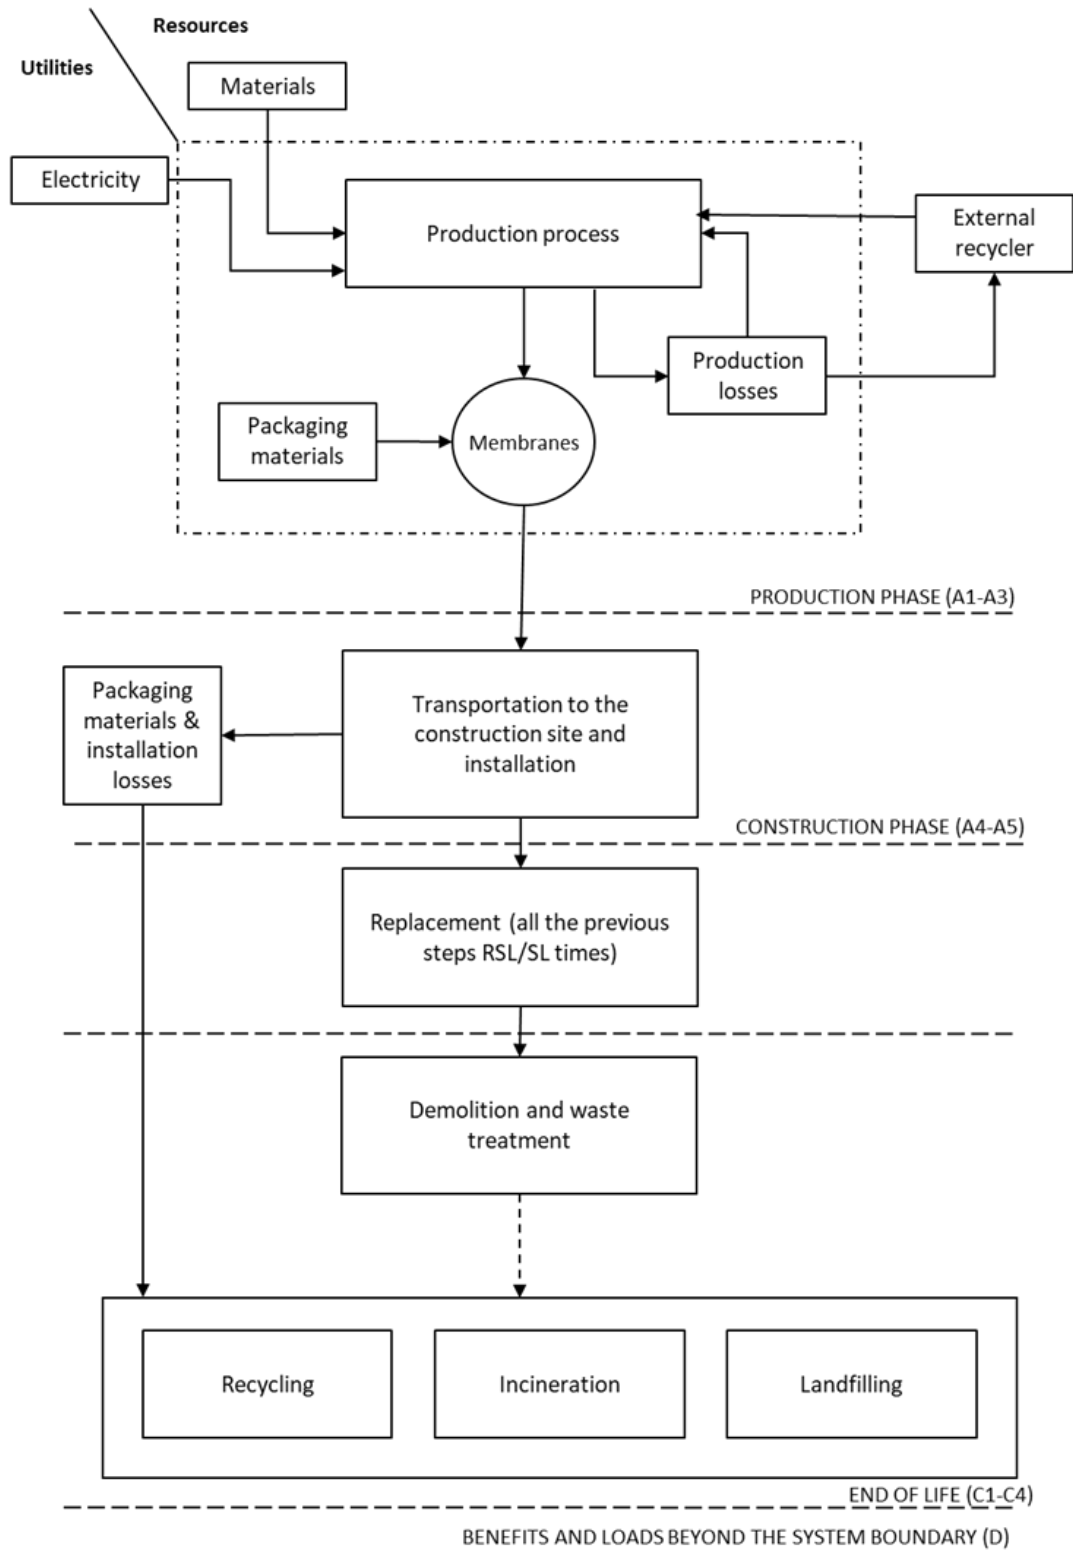 Resources
Utilities
Materials
Electricity
Production process
External
recycler
Production
losses
Packaging
materials
Membranes
PRODUCTION PHASE (A1-A3)
Packaging
materials &
installation
losses
Transportation to the
construction site and
installation
CONSTRUCTION PHASE (A4-A5)
Replacement (all the previous
steps RSL/SL times)
Demolition and waste
treatment
Recycling
Incineration
Landfilling
END OF LIFE (C1-C4)
BENEFITS AND LOADS BEYOND THE SYSTEM BOUNDARY (D)